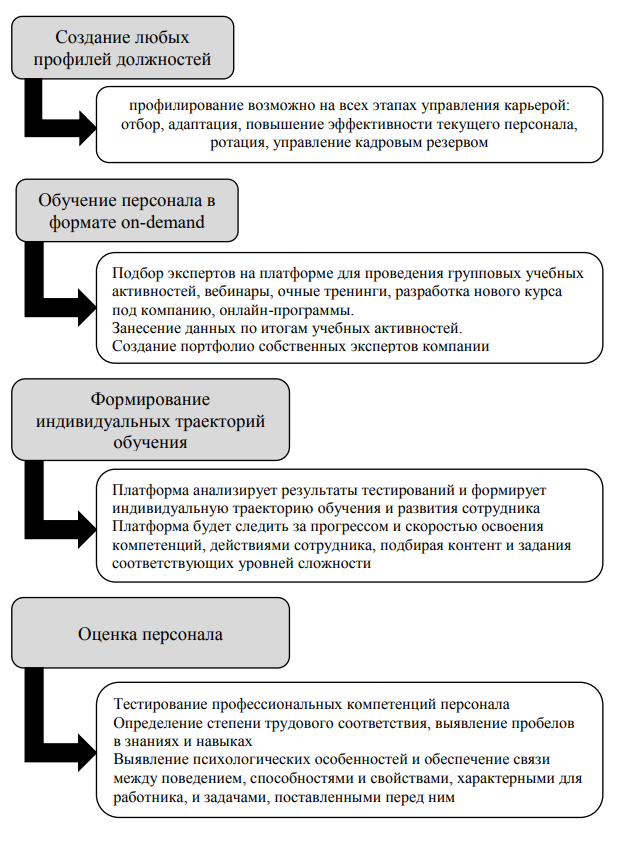 Создание любых
профилей должностей
профилирование возможно на всех этапах управления карьерой:
отбор, адаптация, повышение эффективности текущего персонала,
ротация, управление кадровым резервом
Обучение персонала в
формате on-demand
Подбор экспертов на платформе для проведения групповых учебных
активностей, вебинары, очные тренинги, разработка нового курса
под компанию, онлайн-программы.
Занесение данных по итогам учебных активностей.
Создание портфолио собственных экспертов компании
Формирование
индивидуальных траекторий
обучения
Платформа анализирует результаты тестирований и формирует
индивидуальную траекторию обучения и развития сотрудника
Платформа будет следить за прогрессом и скоростью освоения
компетенций, действиями сотрудника, подбирая контент и задания
соответствующих уровней сложности
Оценка персонала
Тестирование профессиональных компетенций персонала
Определение степени трудового соответствия, выявление пробелов
в знаниях и навыках
Выявление психологических особенностей и обеспечение связи
между поведением, способностями и свойствами, характерными для
работника, и задачами, поставленными перед ним